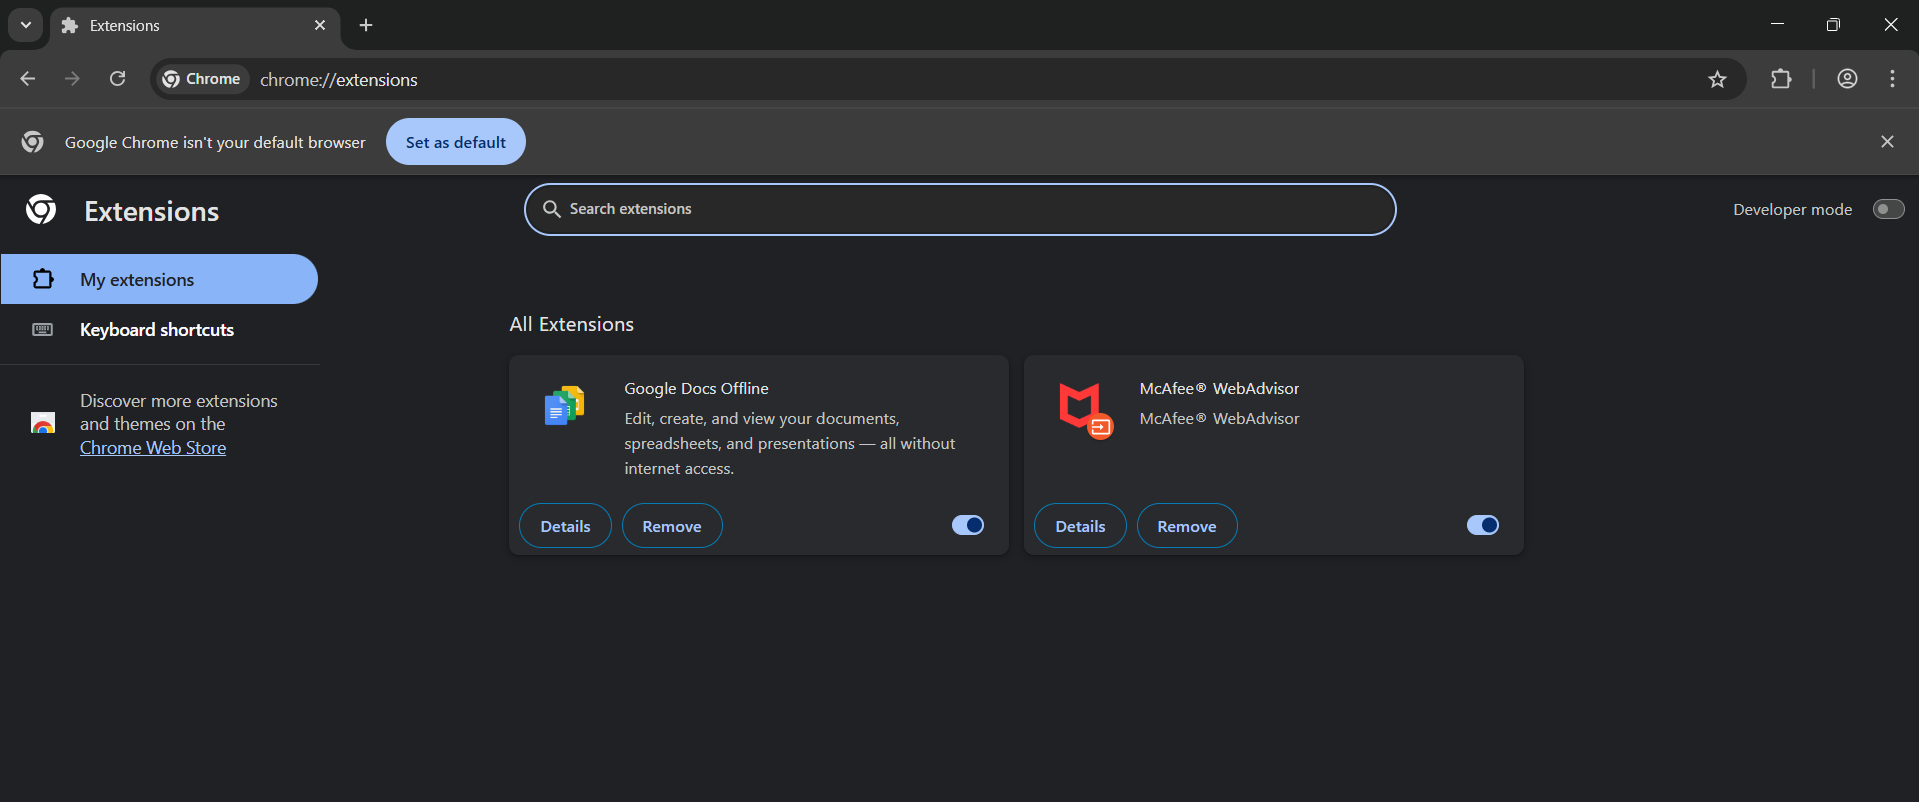 Extensions
Chrome
chrome://extensions
Google Chrome isn't your default browser
Set as default
Extensions
Search extensions
Developer mode
My extensions
Keyboard shortcuts
Discover more extensions
and themes on the
Chrome Web Store
All Extensions
Google Docs Offline
Edit, create, and view your documents,
spreadsheets, and presentations — all without
internet access.
Details
Remove
McAfee® WebAdvisor
McAfee® WebAdvisor
Details
Remove